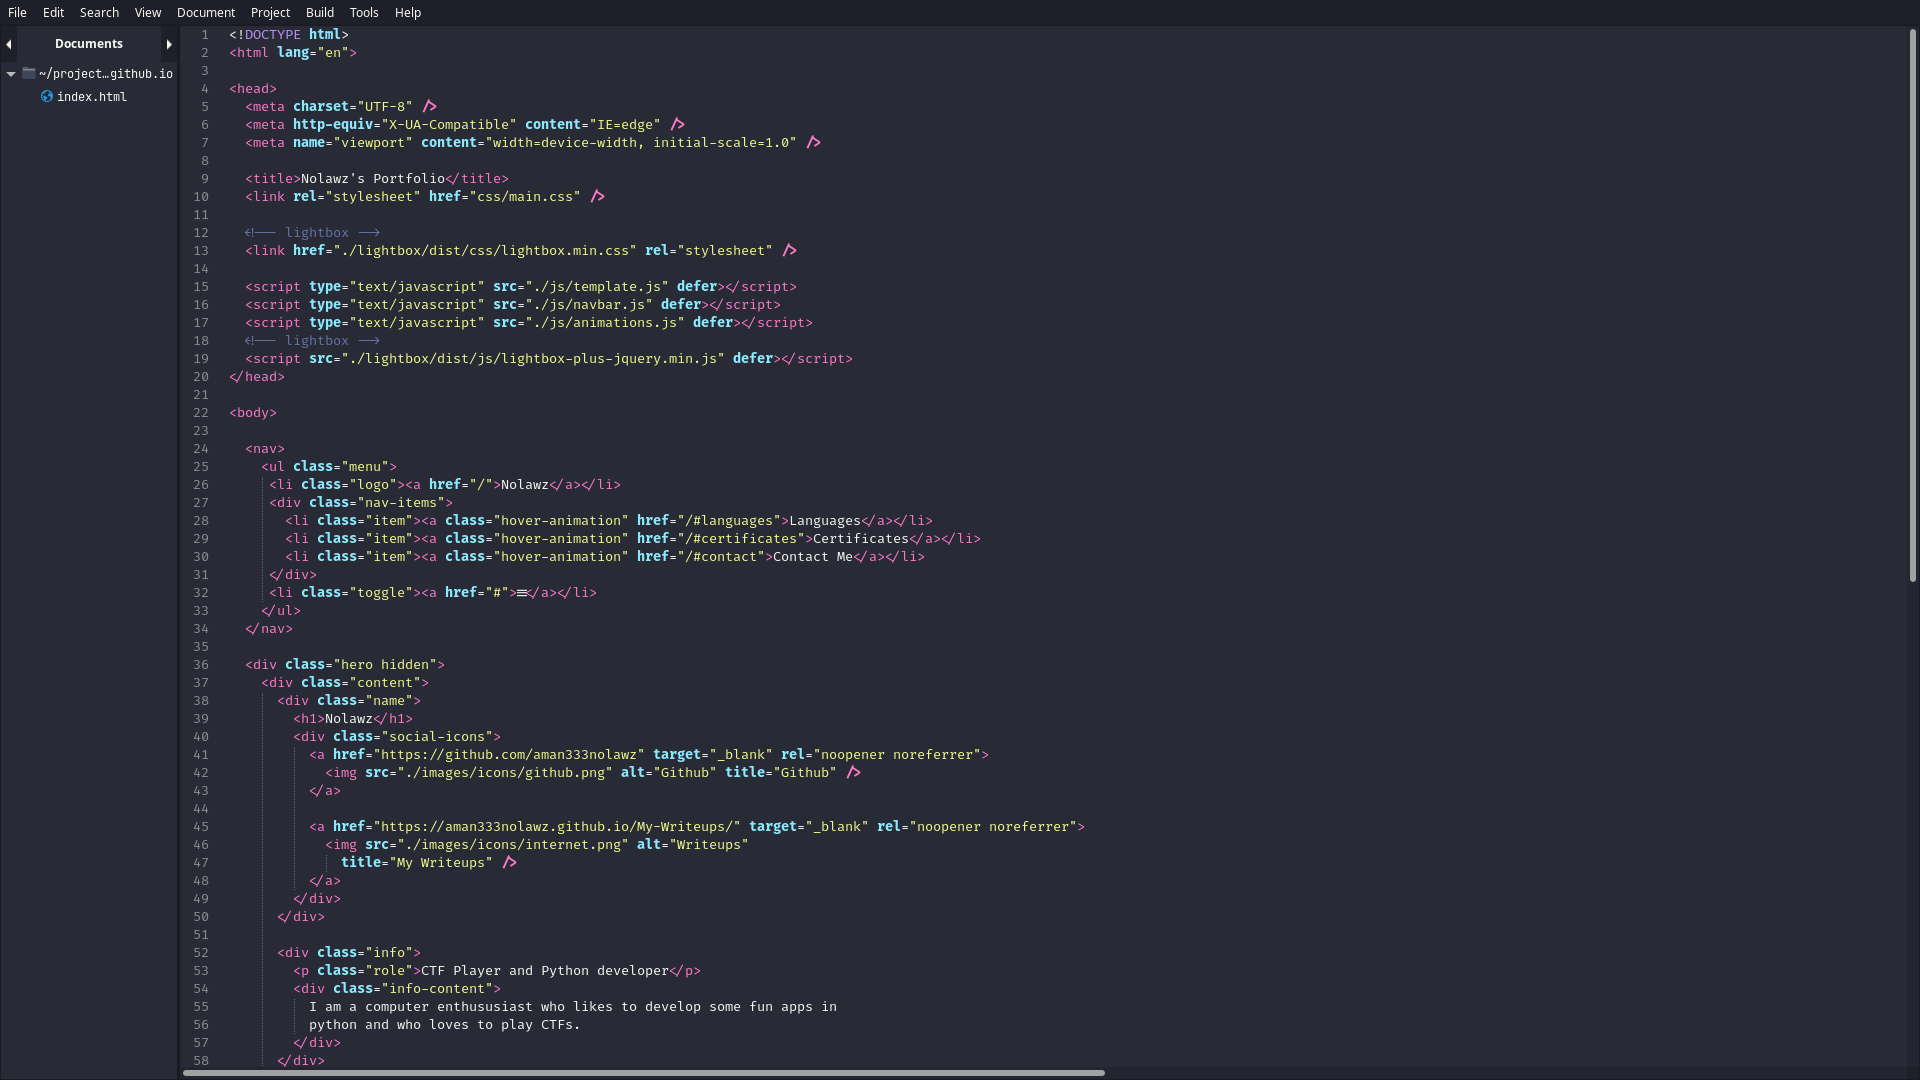 File Edit Search View Document Project Build Tools Help
Documents
~/project…github.io
index.html
1 <!DOCTYPE html>
2 <html lang="en">
3
4 <head>
5 <meta charset="UTF-8" />
6 <meta http-equiv="X-UA-Compatible" content="IE=edge" />
7 <meta name="viewport" content="width=device-width, initial-scale=1.0" />
8
9 <title>Nolawz's Portfolio</title>
10 <link rel="stylesheet" href="css/main.css" />
11
12 <!-- lightbox -->
13 <link href="./lightbox/dist/css/lightbox.min.css" rel="stylesheet" />
14
15 <script type="text/javascript" src="./js/template.js" defer></script>
16 <script type="text/javascript" src="./js/navbar.js" defer></script>
17 <script type="text/javascript" src="./js/animations.js" defer></script>
18 <!-- lightbox -->
19 <script src="./lightbox/dist/js/lightbox-plus-jquery.min.js" defer></script>
20 </head>
21
22 <body>
23
24 <nav>
25 <ul class="menu">
26 <li class="logo"><a href="/">Nolawz</a></li>
27 <div class="nav-items">
28 <li class="item"><a class="hover-animation" href="/#languages">Languages</a></li>
29 <li class="item"><a class="hover-animation" href="/#certificates">Certificates</a></li>
30 <li class="item"><a class="hover-animation" href="/#contact">Contact Me</a></li>
31 </div>
32 <li class="toggle"><a href="#">≡</a></li>
33 </ul>
34 </nav>
35
36 <div class="hero hidden">
37 <div class="content">
38 <div class="name">
39 <h1>Nolawz</h1>
40 <div class="social-icons">
41 <a href="https://github.com/aman333nolawz" target="_blank" rel="noopener noreferrer">
42 <img src="./images/icons/github.png" alt="Github" title="Github" />
43 </a>
44
45 <a href="https://aman333nolawz.github.io/My-Writeups/" target="_blank" rel="noopener noreferrer">
46 <img src="./images/icons/internet.png" alt="Writeups"
47 title="My Writeups" />
48 </a>
49 </div>
50 </div>
51
52 <div class="info">
53 <p class="role">CTF Player and Python developer</p>
54 <div class="info-content">
55 I am a computer enthususiast who likes to develop some fun apps in
56 python and who loves to play CTFs.
57 </div>
58 </div>